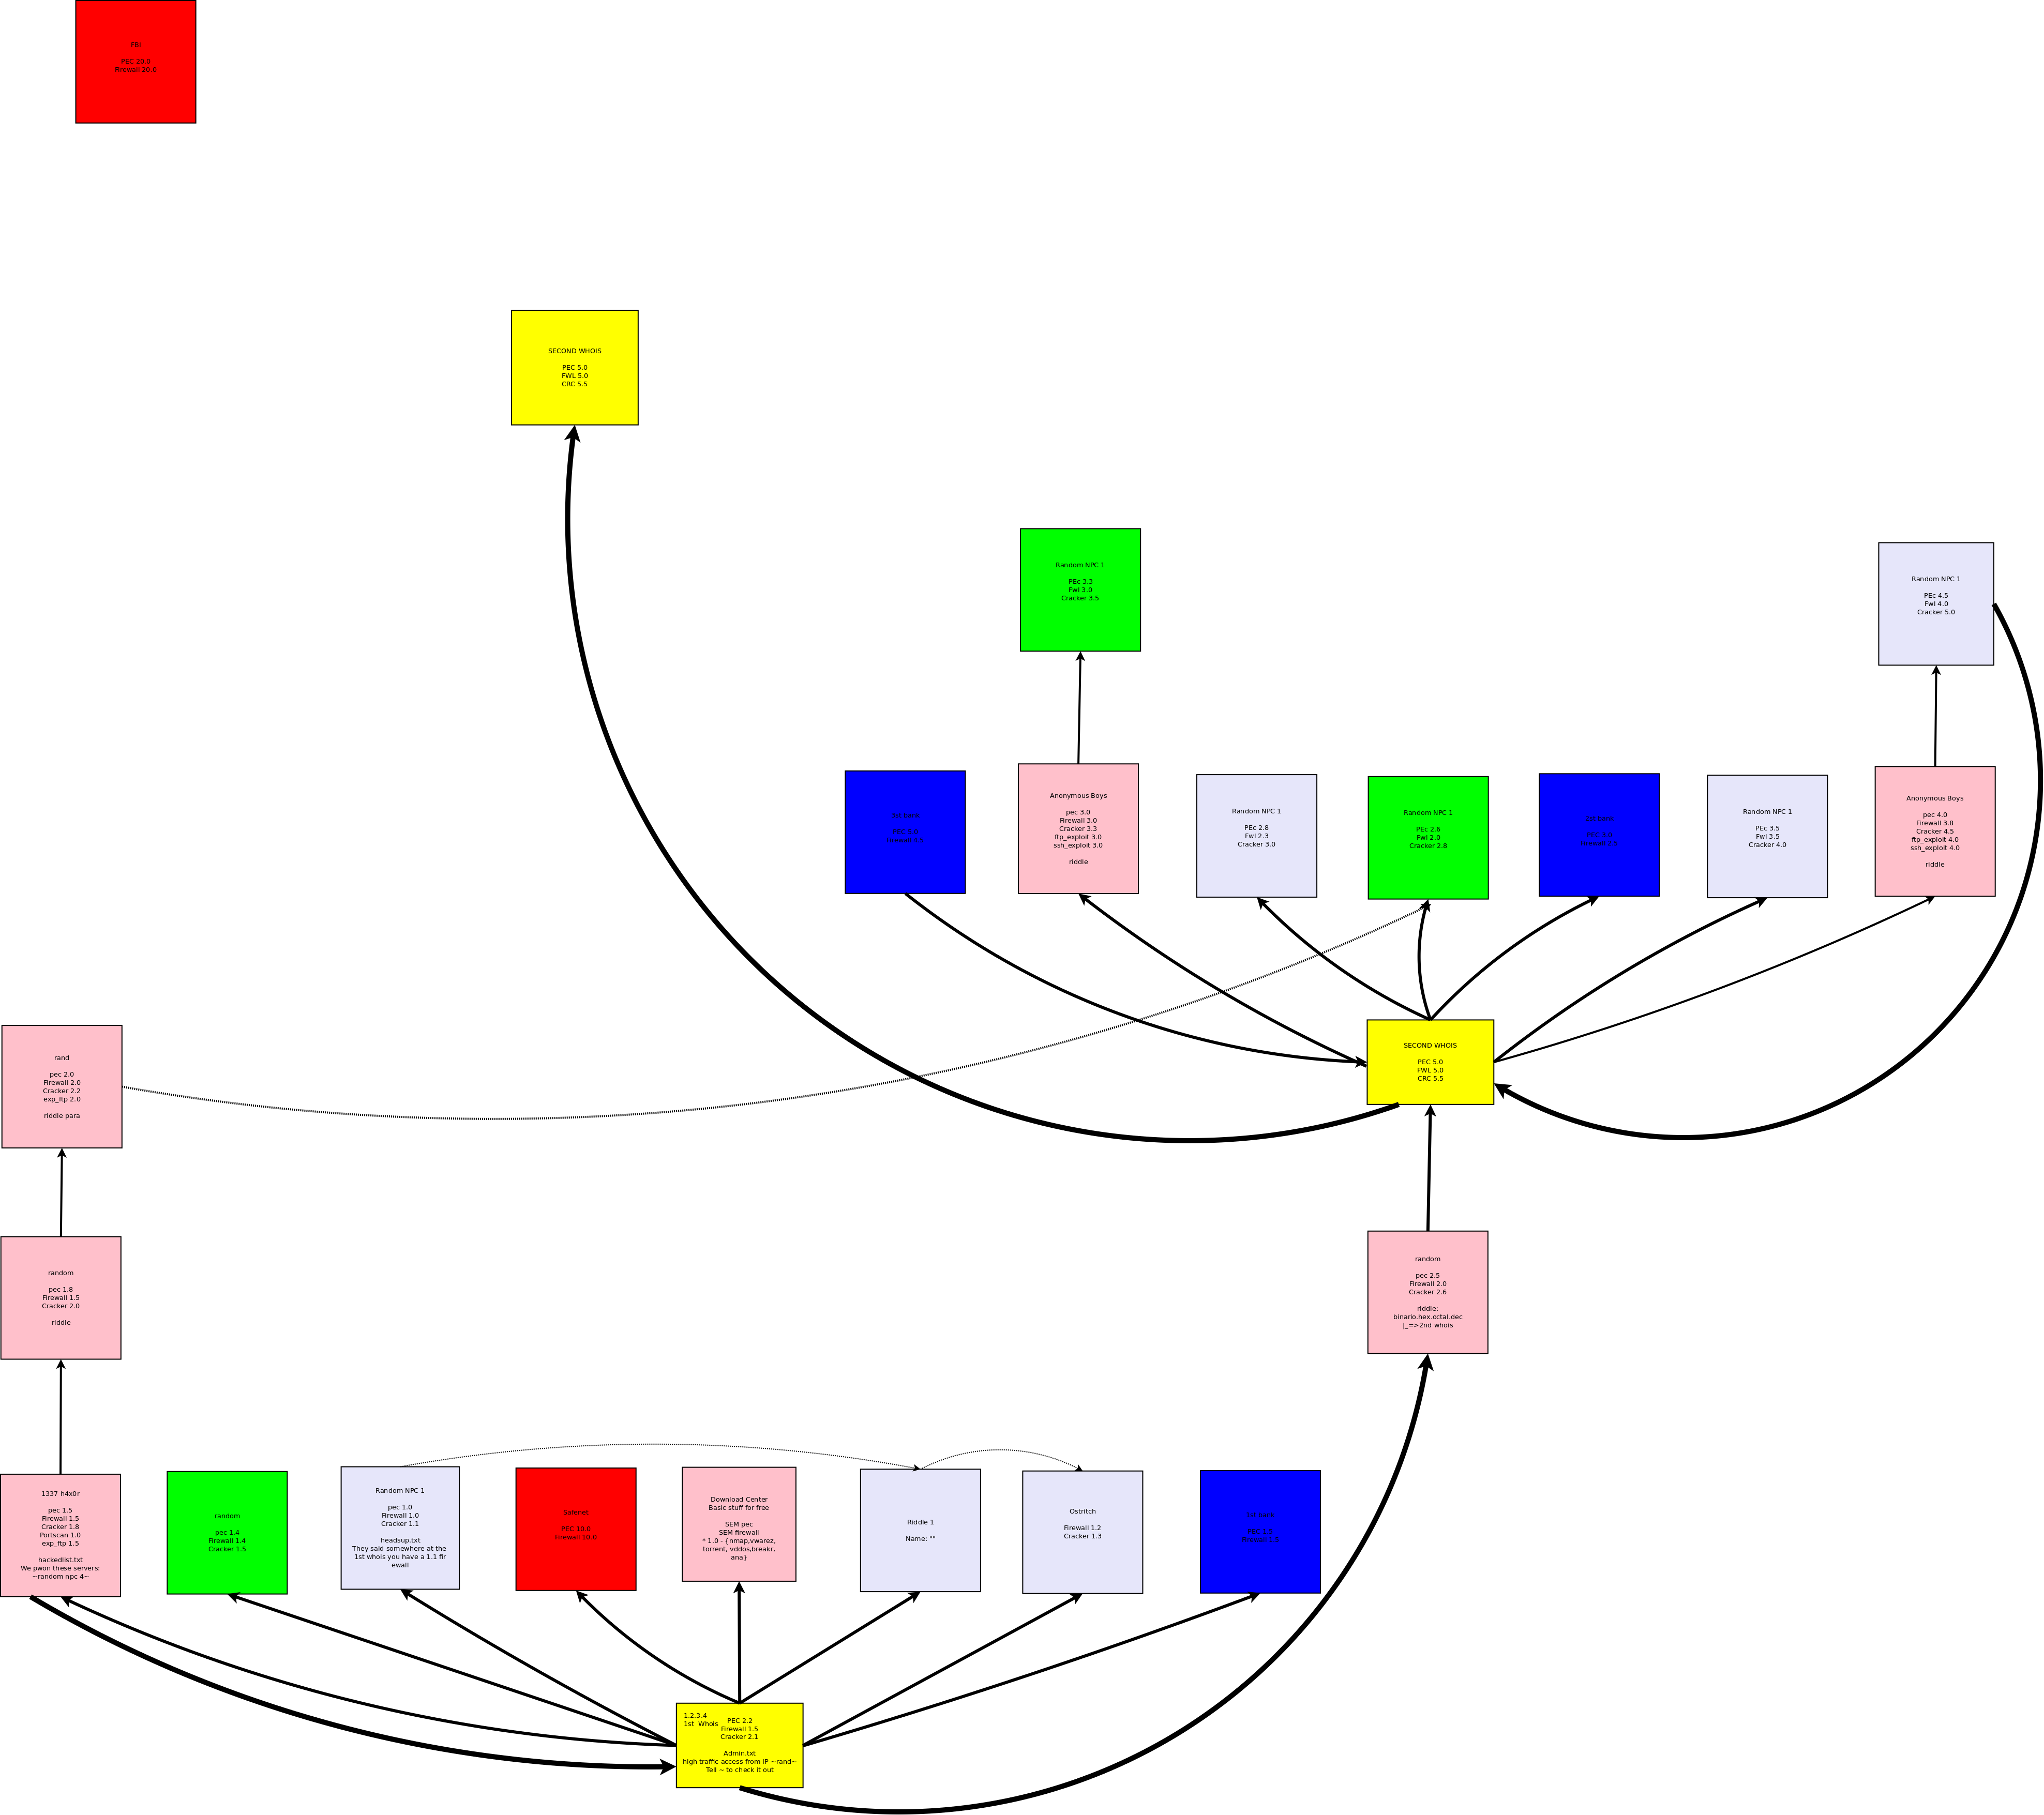 FBI
PEC 20.0
Firewall 20.0
SECOND WHOIS
PEC 5.0
FWL 5.0
CRC 5.5
Random NPC 1
PEc 3.3
Fwl 3.0
Cracker 3.5
Random NPC 1
PEc 4.5
Fwl 4.0
Cracker 5.0
bank
PEC 5.0
Firewall 4.5
Anonymous Boys
pec 3.0
Firewall 3.0
Cracker 3.3
ftp_exploit 3.0
ssh_exploit 3.0
riddle
Random NPC 1
PEc 2.8
Fwl 2.3
Cracker 3.0
Random NPC 1
PEc 2.6
Fwl 2.0
Cracker 2.8
bank
PEC 3.0
Firewall
Random NPC 1
PEc 3.5
Fwl 3.5
Cracker 4.0
Anonymous Boys
pec 4.0
Firewall 3.8
Cracker 4.5
ftp_exploit 4.0
ssh_exploit 4.0
riddle
SECOND WHOIS
PEC 5.0
FWL 5.0
CRC 5.5
rand
pec 2.0
Firewall 2.0
Cracker 2.2
exp_ftp 2.0
riddle para
random
pec 1.8
Firewall 1.5
Cracker 2.0
riddle
random
pec 2.5
Firewall 2.0
Cracker 2.6
riddle:
binario.hex.octal.dec
|_=>2nd whois
1337 h4x0r
pec 1.5
Firewall 1.5
Cracker 1.8
Portscan 1.0
exp_ftp 1.5
hackedlist.txt
We pwon these servers:
~random npc 4~
random
pec 1.4
Firewall 1.4
Cracker 1.5
Random NPC 1
pec 1.0
Firewall 1.0
Cracker 1.1
headsup.txt
They said somewhere at the
1st whois you have a 1.1 fir
ewall
Safenet
PEC 10.0
Firewall 10.0
Download Center
Basic stuff for free
SEM pec
SEM firewall
* 1.0 - {nmap,vwarez,
torrent, vddos,breakr,
ana}
Riddle 1
Name: ""
Ostritch
Firewall 1.2
Cracker 1.3
1st bank
PEC
Firewall
1.2.3.4
1st Whois
PEC 2.2
Firewall 1.5
Cracker 2.1
Admin.txt
high traffic access from IP ~rand~
Tell ~ to check it out